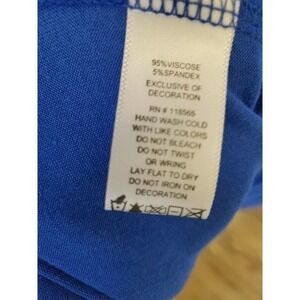 95%VISCOSE
5%SPANDEX
EXCLUSIVE OF
DECORATION
RN # 118565
HAND WASH COLD
WITH LIKE COLORS
DO NOT BLEACH
DO NOT TWIST
OR WRING
LAY FLAT TO DRY
DO NOT IRON ON
DECORATION